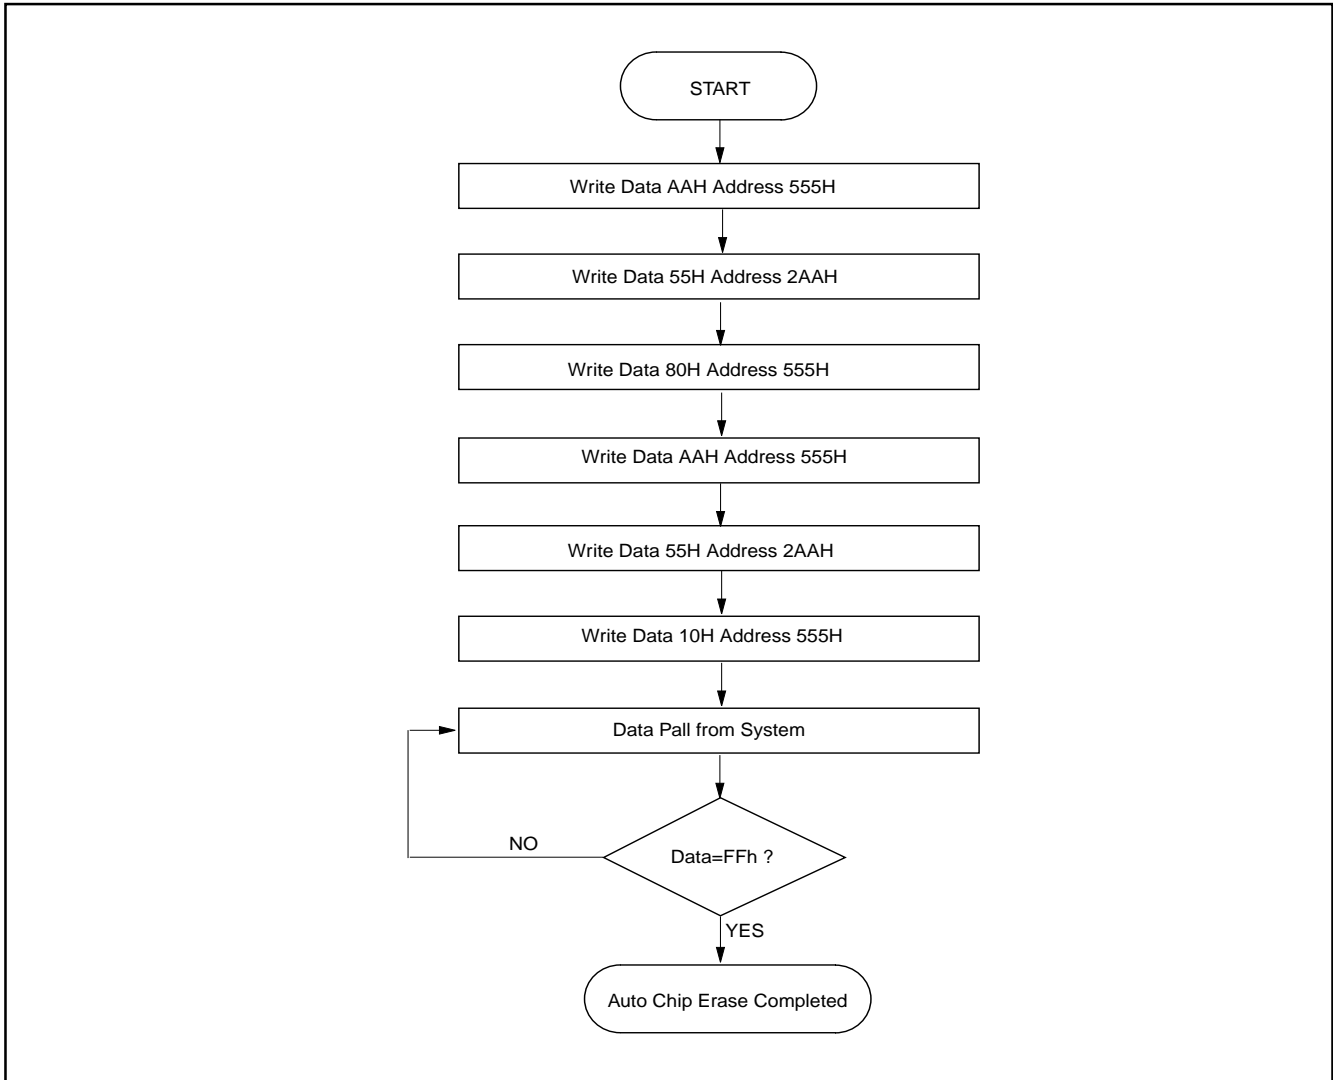 START
Write Data AAH Address 555H
Write Data 55H Address 2AAH
Write Data 80H Address 555H
Write Data AAH Address 555H
Write Data 55H Address 2AAH
Write Data 10H Address 555H
Data Pall from System
NO
Data=FFh ?
YES
Auto Chip Erase Completed